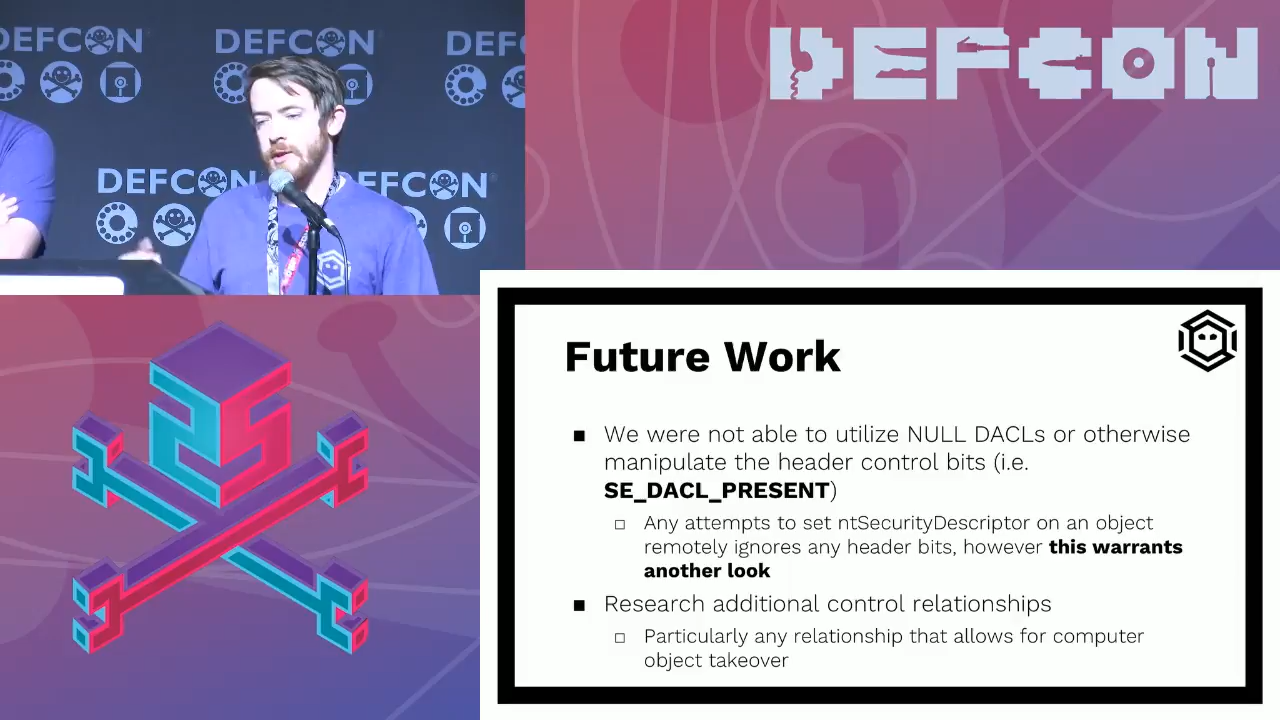 DEFCON DEFCON DEFC
DEFCON DEFCON
DEFCON
25
Future Work
We were not able to utilize NULL DACLs or otherwise
manipulate the header control bits (i.e.
SE_DACL_PRESENT)
Any attempts to set ntSecurityDescriptor on an object
remotely ignores any header bits, however this warrants
another look
Research additional control relationships
Particularly any relationship that allows for computer
object takeover